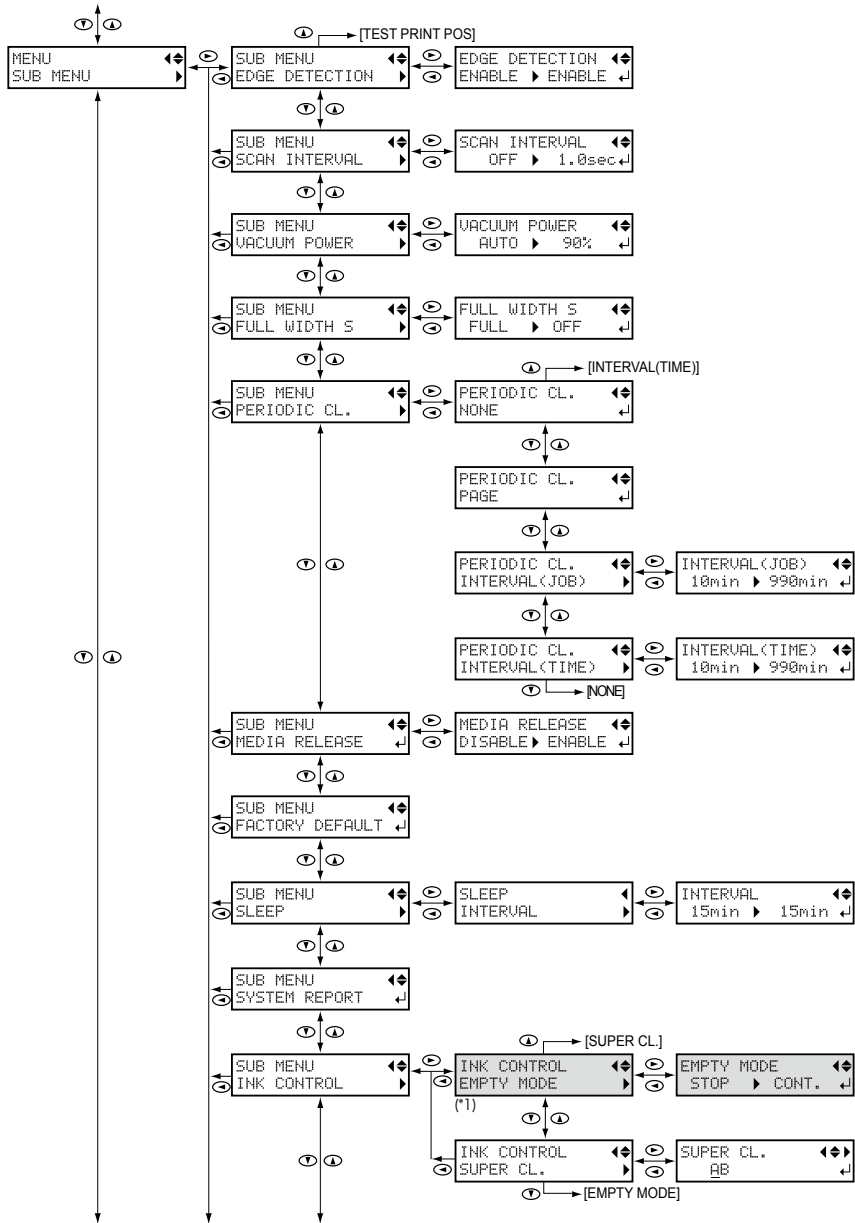 [TEST PRINT POS]
MENU
SUB MENU
SUB MENU
EDGE DETECTION
EDGE DETECTION
ENABLE ENABLE
SUB MENU
SCAN INTERVAL
SCAN INTERVAL
OFF 1.0sec
SUB MENU
VACUUM POWER
VACUUM POWER
AUTO 90%
SUB MENU
FULL WIDTH S
FULL WIDTH S
FULL OFF
[INTERVAL(TIME)]
SUB MENU
PERIODIC CL.
PERIODIC CL.
NONE
PERIODIC CL.
PAGE
PERIODIC CL.
INTERVAL(JOB)
INTERVAL(JOB)
10min 990min
PERIODIC CL.
INTERVAL(TIME)
INTERVAL(TIME)
10min 990min
[NONE]
SUB MENU
MEDIA RELEASE
MEDIA RELEASE
DISABLE ENABLE
SUB MENU
FACTORY DEFAULT
SUB MENU
SLEEP
SLEEP
INTERVAL
INTERVAL
15min 15min
SUB MENU
SYSTEM REPORT
[SUPER CL.]
SUB MENU
INK CONTROL
INK CONTROL
EMPTY MODE
EMPTY MODE
STOP CONT.
(*1)
INK CONTROL
SUPER CL.
SUPER CL.
AB
[EMPTY MODE]